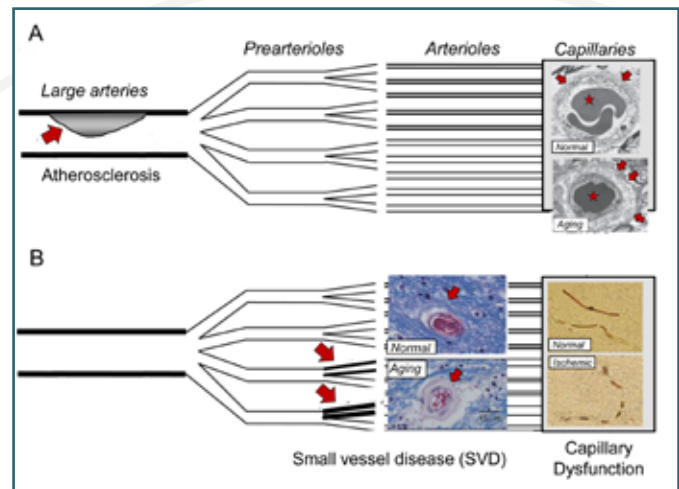 A
Prearterioles
Arterioles
Capillaries
Large arteries
Atherosclerosis
Normal
Aging
B
Normal
Aging
Normal
Ischemic
Small vessel disease (SVD)
Capillary
Dysfunction